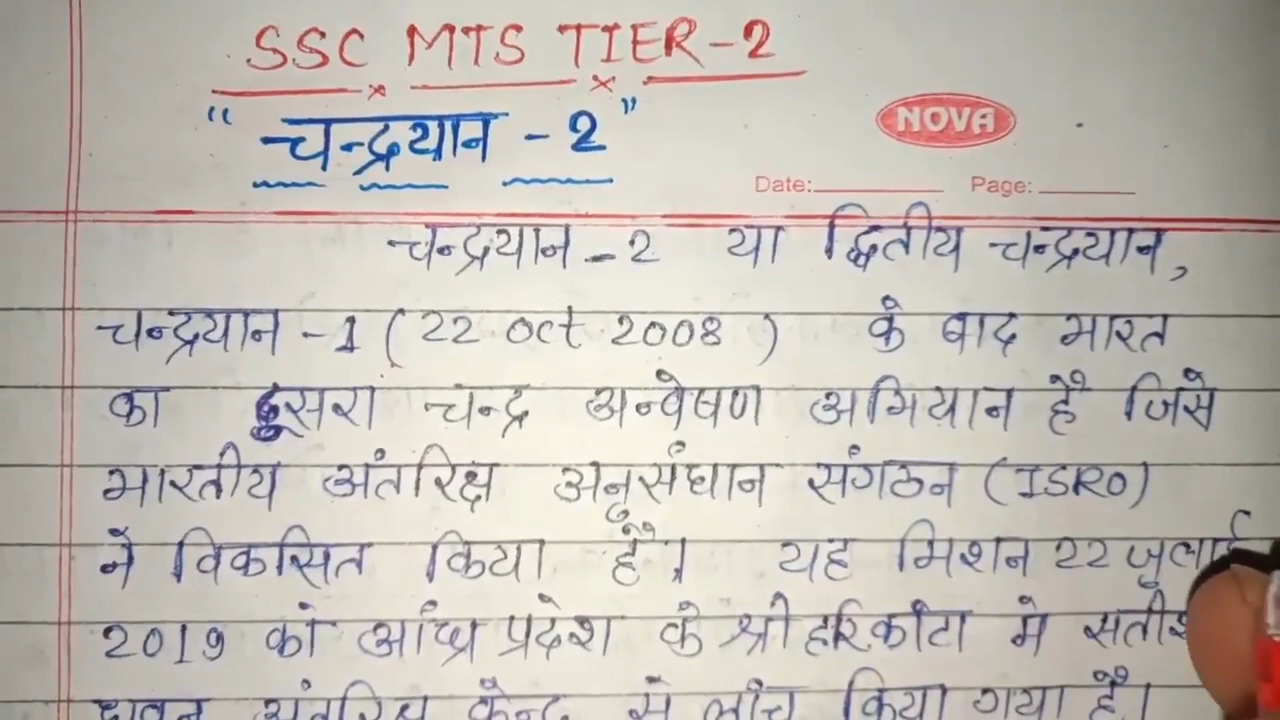 SSC MTS TIER-2
"चन्द्रयान - 2"
NOVA
Date: Page:
चन्द्रयान - 2 या द्वितीय चन्द्रयान,
चन्द्रयान -1 ( 22 Oct 2008 ) के बाद भारत
का दूसरा चन्द्र अन्वेषण अभियान है जिसे
भारतीय अंतरिक्ष अनुसंधान संगठन (ISRO)
ने विकसित किया है। यह मिशन 22 जुलाई
2019 को आंध्र प्रदेश के श्रीहरिकोटा मे सतीश
धवन अंतरिक्ष केन्द्र से लांच किया गया है।